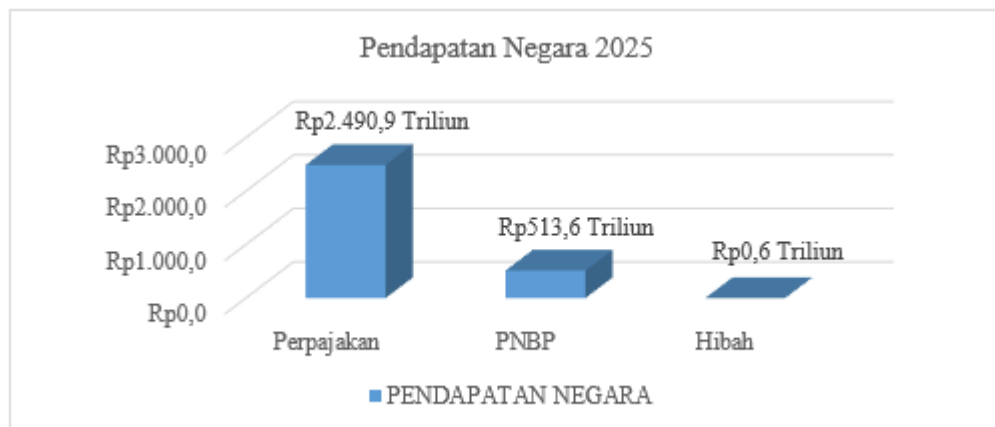 Pendapatan Negara 2025
Rp2.490,9 Triliun
Rp3.000,0
Rp2.000,0
Rp513,6 Triliun
Rp0,6 Triliun
Rp1.000,0
Rp0,0
Perpajakan PNBP Hibah
PENDAPATAN NEGARA